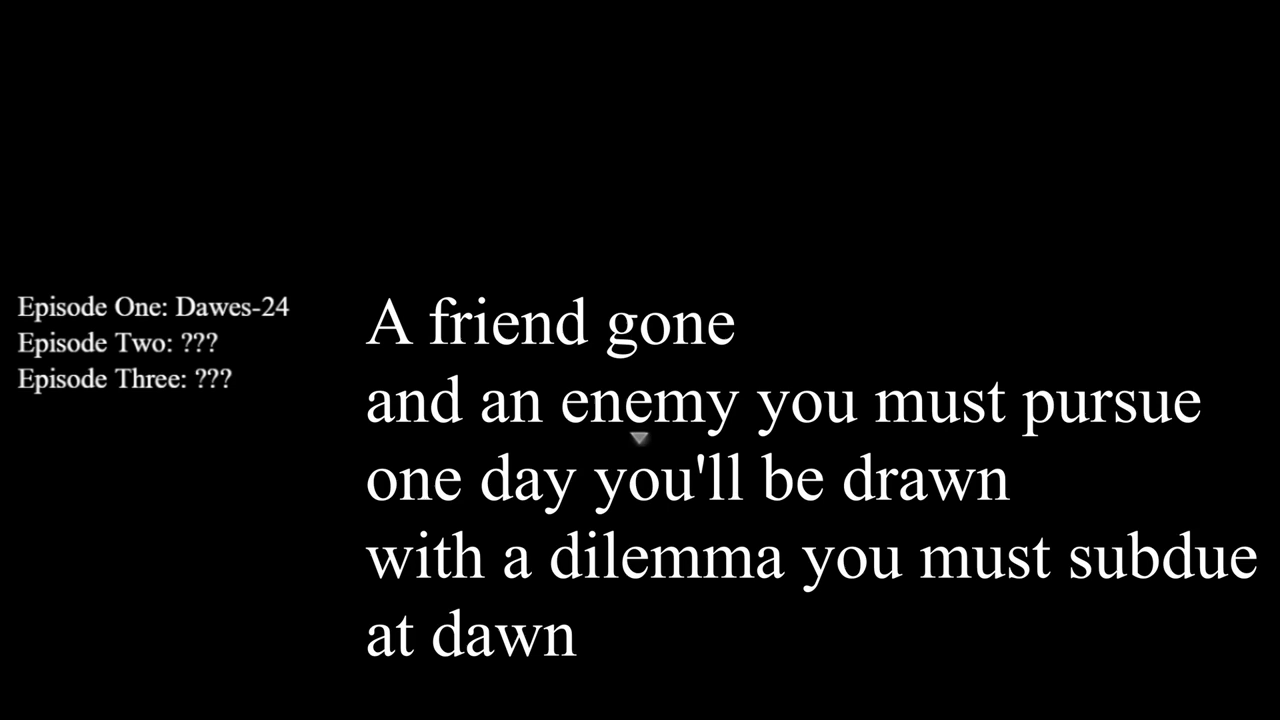 Episode One: Dawes-24
Episode Two: ???
Episode Three: ???
A friend gone
and an enemy you must pursue
one day you'll be drawn
with a dilemma you must subdue
at dawn